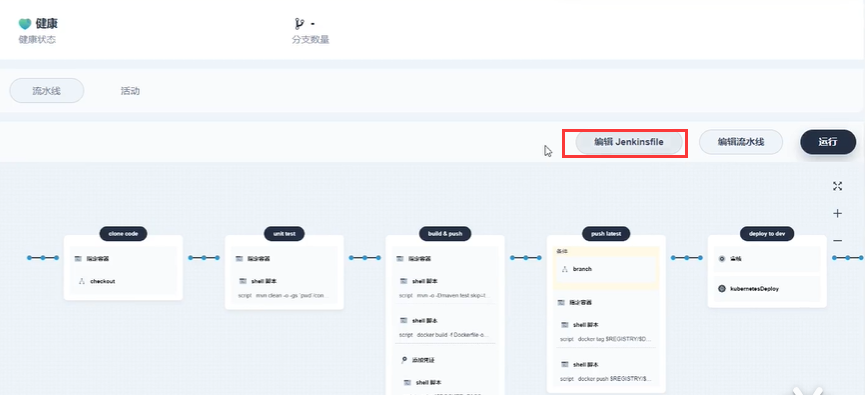 健康
-
健康状态
分支数量
流水线
活动
编辑 Jenkinsfile
编辑流水线
运行
clone code
unit test
build & push
push latest
deploy to dev
指定容器
checkout
指定容器
shell 脚本
script mvn clean -o -gs `pwd`/con
指定容器
shell 脚本
script mvn -o -Dmaven.test.skip=t
shell 脚本
script docker build -f Dockerfile-o...
添加凭证
shell 脚本
条件
branch
指定容器
shell 脚本
script docker tag $REGISTRY/$D...
shell 脚本
script docker push $REGISTRY/$...
审核
kubernetesDeploy